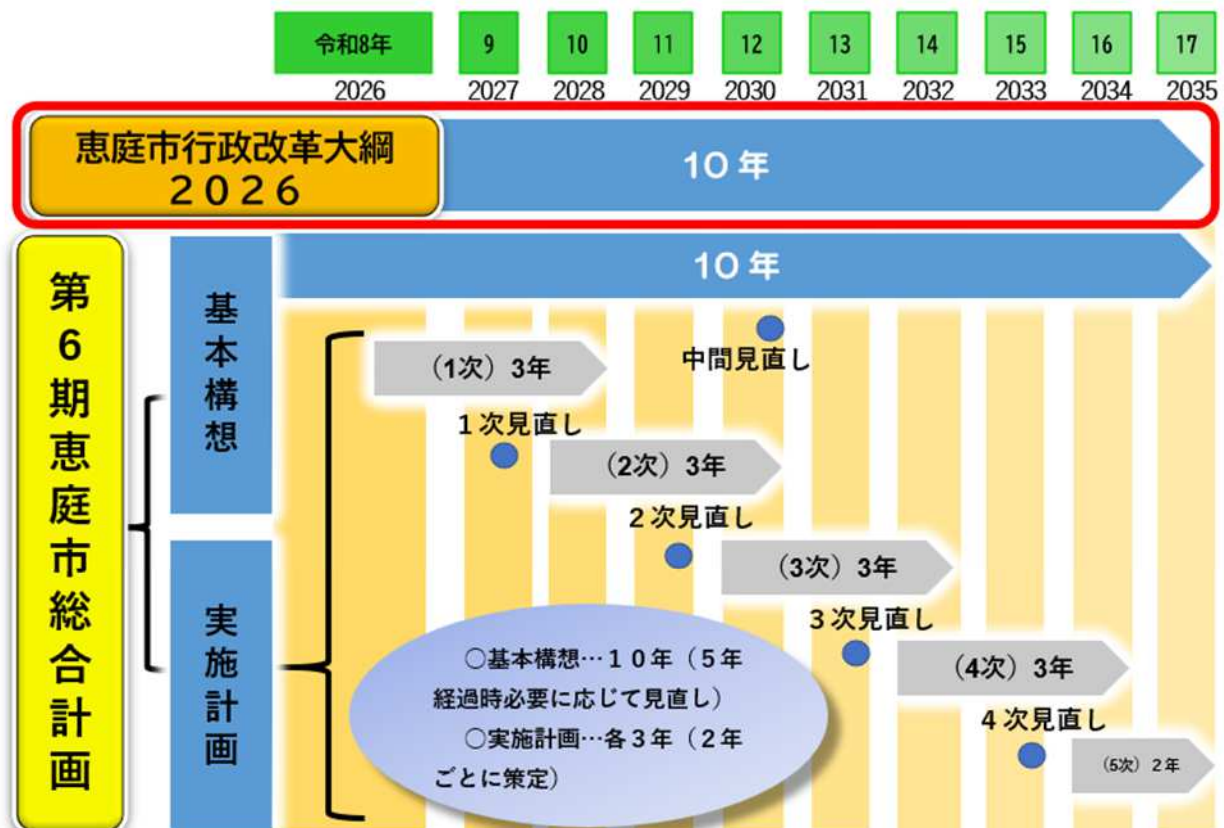 令和8年 9 10 11 12 13 14 15 16 17
2026 2027 2028 2029 2030 2031 2032 2033 2034 2035
恵庭市行政改革大綱
２０２６
10年
第６期恵庭市総合計画
基本構想
10年
中間見直し
（1次）3年
１次見直し
（2次）3年
２次見直し
（3次）3年
３次見直し
（4次）3年
４次見直し
（5次）２年
実施計画
○基本構想…１０年（５年
経過時必要に応じて見直し）
○実施計画…各３年（２年
ごとに策定）